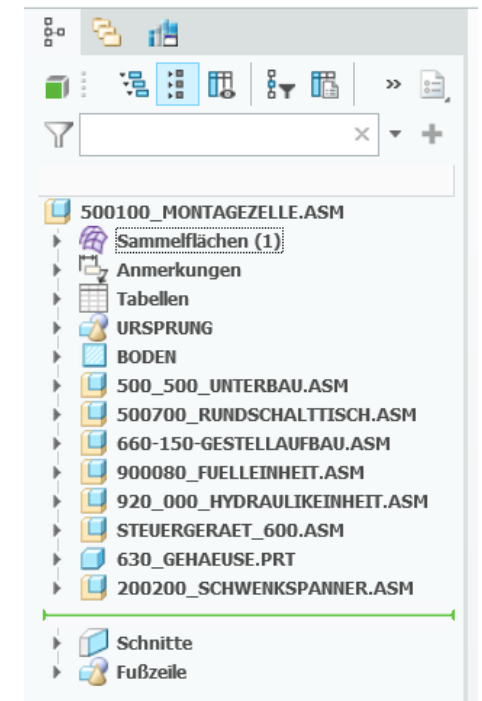 500100_MONTAGEZELLE.ASM
Sammelflächen (1)
Anmerkungen
Tabellen
URSPRUNG
BODEN
500_500_UNTERBAU.ASM
500700_RUNDSCHALTTISCH.ASM
660-150-GESTELLAUFBAU.ASM
900080_FUELLEINHEIT.ASM
920_000_HYDRAULIKEINHEIT.ASM
STEUERGERAET_600.ASM
630_GEHAEUSE.PRT
200200_SCHWENKSPANNER.ASM
Schnitte
Fußzeile